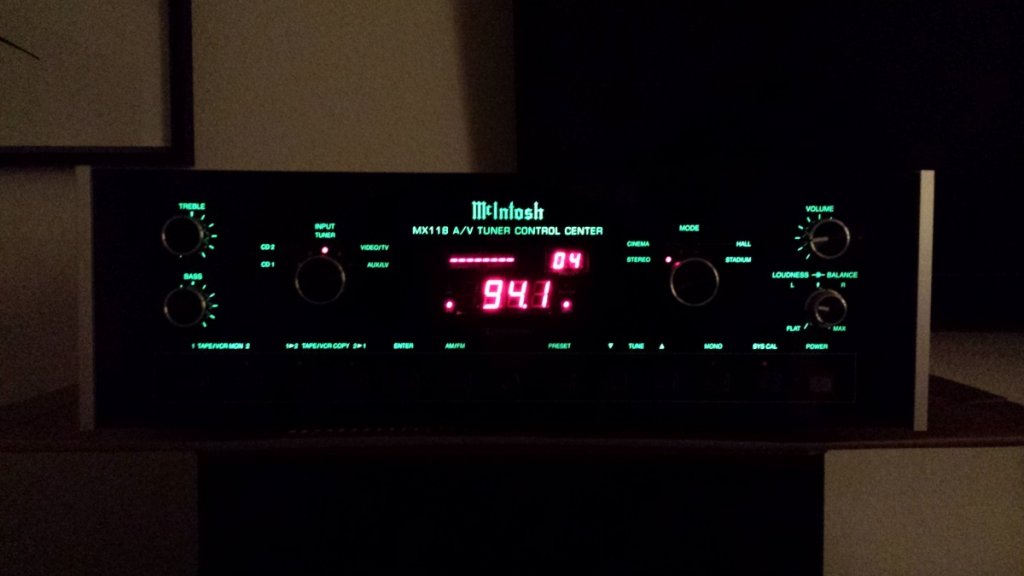 McIntosh
MX118 A/V TUNER CONTROL CENTER
TREBLE
BASS
INPUT
TUNER
CD 2
VIDEO/TV
CD 1
AUX/LV
04
94.1
MODE
CINEMA
HALL
STEREO
STADIUM
VOLUME
LOUDNESS BALANCE
L R
FLAT MAX
1 TAPE/VCR MON 2 1▶2 TAPE/VCR COPY 2▶1 ENTER AM/FM PRESET ▼ TUNE ▲ MONO SYS CAL POWER